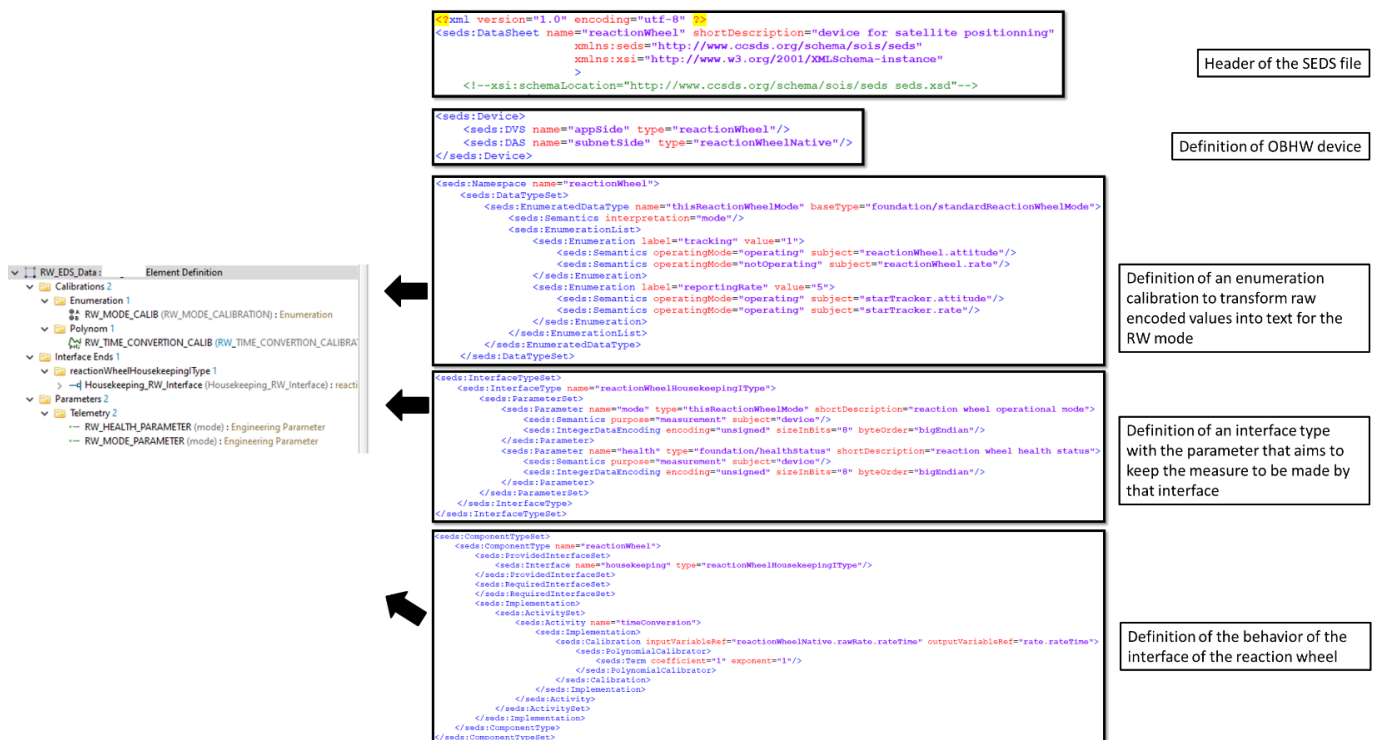 <?xml version="1.0" encoding="utf-8" ?>
<seds:DataSheet name="reactionWheel" shortDescription="device for satellite positionning"
xmlns:seds="http://www.ccsds.org/schema/sois/seds"
xmlns:xsi="http://www.w3.org/2001/XMLSchema-instance"
>
<!--xsi:schemaLocation="http://www.ccsds.org/schema/sois/seds seds.xsd"-->
Header of the SEDS file
<seds:Device>
<seds:DVS name="appSide" type="reactionWheel"/>
<seds:DAS name="subnetSide" type="reactionWheelNative"/>
</seds:Device>
Definition of OBHW device
<seds:Namespace name="reactionWheel">
<seds:DataTypeSet>
<seds:EnumeratedDataType name="thisReactionWheelMode" baseType="foundation/standardReactionWheelMode">
<seds:Semantics interpretation="mode"/>
<seds:EnumerationList>
<seds:Enumeration label="tracking" value="1">
<seds:Semantics operatingMode="operating" subject="reactionWheel.attitude"/>
<seds:Semantics operatingMode="notOperating" subject="reactionWheel.rate"/>
</seds:Enumeration>
<seds:Enumeration label="reportingRate" value="5">
<seds:Semantics operatingMode="operating" subject="starTracker.attitude"/>
<seds:Semantics operatingMode="operating" subject="starTracker.rate"/>
</seds:Enumeration>
</seds:EnumerationList>
</seds:EnumeratedDataType>
</seds:DataTypeSet>
Definition of an enumeration
calibration to transform raw
encoded values into text for the
RW mode
RW_EDS_Data : Element Definition
Calibrations 2
Enumeration 1
RW_MODE_CALIB (RW_MODE_CALIBRATION) : Enumeration
Polynom 1
RW_TIME_CONVERTION_CALIB (RW_TIME_CONVERTION_CALIBRA
Interface Ends 1
reactionWheelHousekeepingIType 1
Housekeeping_RW_Interface (Housekeeping_RW_Interface) : reacti
Parameters 2
Telemetry 2
RW_HEALTH_PARAMETER (mode) : Engineering Parameter
RW_MODE_PARAMETER (mode) : Engineering Parameter
<seds:InterfaceTypeSet>
<seds:InterfaceType name="reactionWheelHousekeepingIType">
<seds:ParameterSet>
<seds:Parameter name="mode" type="thisReactionWheelMode" shortDescription="reaction wheel operational mode">
<seds:Semantics purpose="measurement" subject="device"/>
<seds:IntegerDataEncoding encoding="unsigned" sizeInBits="8" byteOrder="bigEndian"/>
</seds:Parameter>
<seds:Parameter name="health" type="foundation/healthStatus" shortDescription="reaction wheel health status">
<seds:Semantics purpose="measurement" subject="device"/>
<seds:IntegerDataEncoding encoding="unsigned" sizeInBits="8" byteOrder="bigEndian"/>
</seds:Parameter>
</seds:ParameterSet>
</seds:InterfaceType>
</seds:InterfaceTypeSet>
Definition of an interface type
with the parameter that aims to
keep the measure to be made by
that interface
<seds:ComponentTypeSet>
<seds:ComponentType name="reactionWheel">
<seds:ProvidedInterfaceSet>
<seds:Interface name="housekeeping" type="reactionWheelHousekeepingIType"/>
</seds:ProvidedInterfaceSet>
<seds:RequiredInterfaceSet>
</seds:RequiredInterfaceSet>
<seds:Implementation>
<seds:ActivitySet>
<seds:Activity name="timeConversion">
<seds:Implementation>
<seds:Calibration inputVariableRef="reactionWheelNative.rawRate.rateTime" outputVariableRef="rate.rateTime">
<seds:PolynomialCalibrator>
<seds:Term coefficient="1" exponent="1"/>
</seds:PolynomialCalibrator>
</seds:Calibration>
</seds:Implementation>
</seds:Activity>
</seds:ActivitySet>
</seds:Implementation>
</seds:ComponentType>
</seds:ComponentTypeSet>
Definition of the behavior of the
interface of the reaction wheel